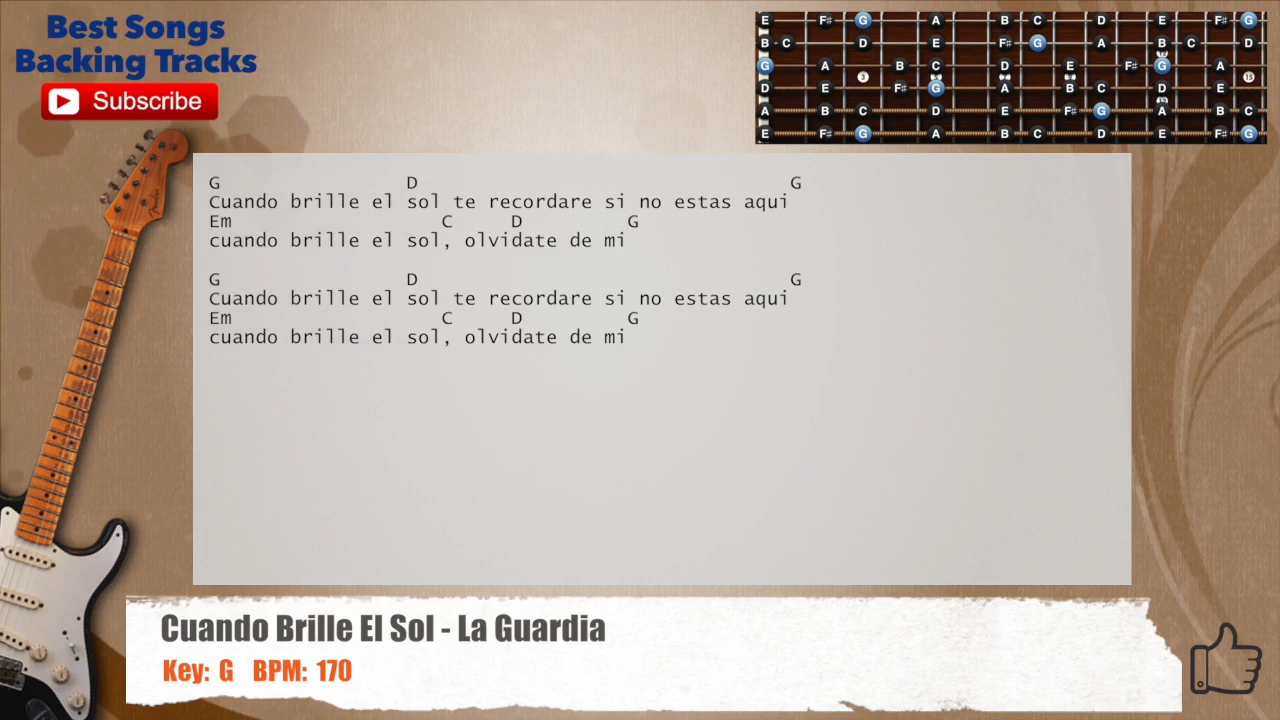 Best Songs
Backing Tracks
Subscribe
E F# G A B C D E F# G
B C D E F# G A B C D
G A B C D E F# G A
3 15
D E F# G A B C D E
A B C D E F# G A B C
E F# G A B C D E F# G
G D G
Cuando brille el sol te recordare si no estas aqui
Em C D G
cuando brille el sol, olvidate de mi
G D G
Cuando brille el sol te recordare si no estas aqui
Em C D G
cuando brille el sol, olvidate de mi
Cuando Brille El Sol - La Guardia
Key: G BPM: 170